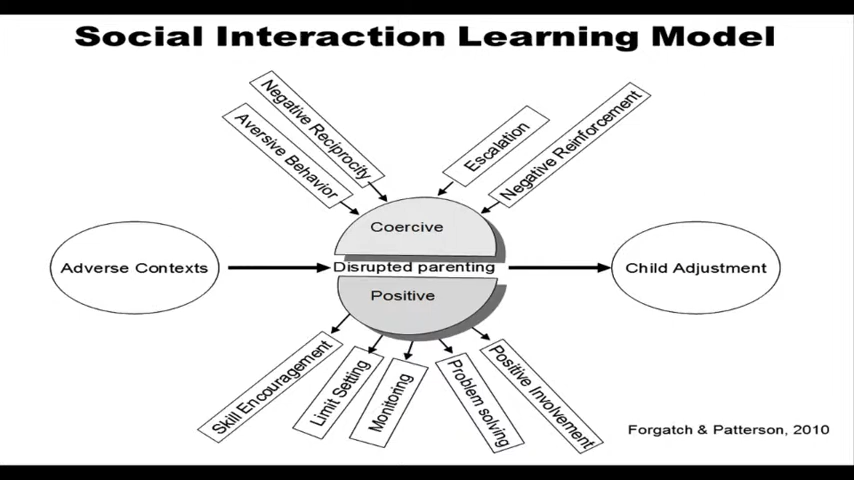 Social Interaction Learning Model
Negative Reciprocity
Aversive Behavior
Escalation
Negative Reinforcement
Coercive
Adverse Contexts
Disrupted parenting
Child Adjustment
Positive
Skill Encouragement
Limit Setting
Monitoring
Problem solving
Positive Involvement
Forgatch & Patterson, 2010